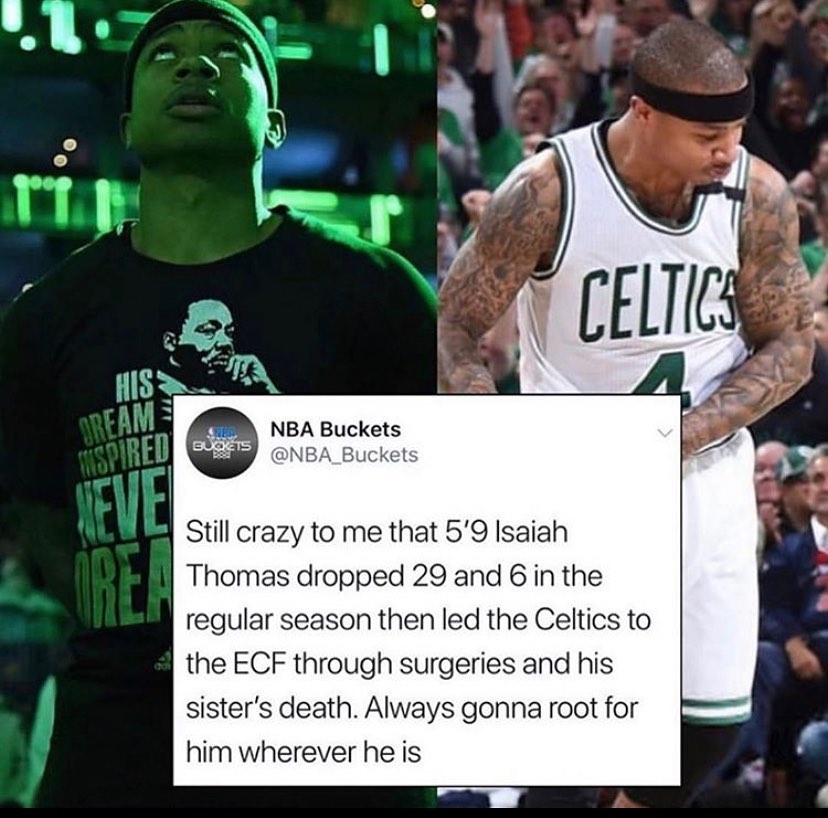 HIS
DREAM
INSPIRED
NEVE
DREA
CELTICS
4
NBA
BUCKETS
NBA Buckets
@NBA_Buckets
Still crazy to me that 5'9 Isaiah
Thomas dropped 29 and 6 in the
regular season then led the Celtics to
the ECF through surgeries and his
sister's death. Always gonna root for
him wherever he is